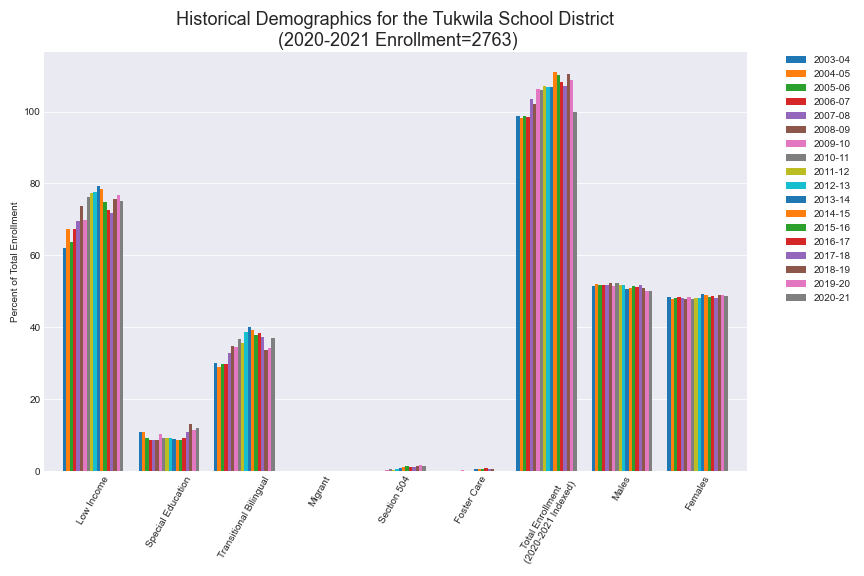 Historical Demographics for the Tukwila School District
(2020-2021 Enrollment=2763)
Percent of Total Enrollment
100
80
60
40
20
0
Low Income
Special Education
Transitional Bilingual
Migrant
Section 504
Foster Care
Total Enrollment
(2020-2021 Indexed)
Males
Females
2003-04
2004-05
2005-06
2006-07
2007-08
2008-09
2009-10
2010-11
2011-12
2012-13
2013-14
2014-15
2015-16
2016-17
2017-18
2018-19
2019-20
2020-21